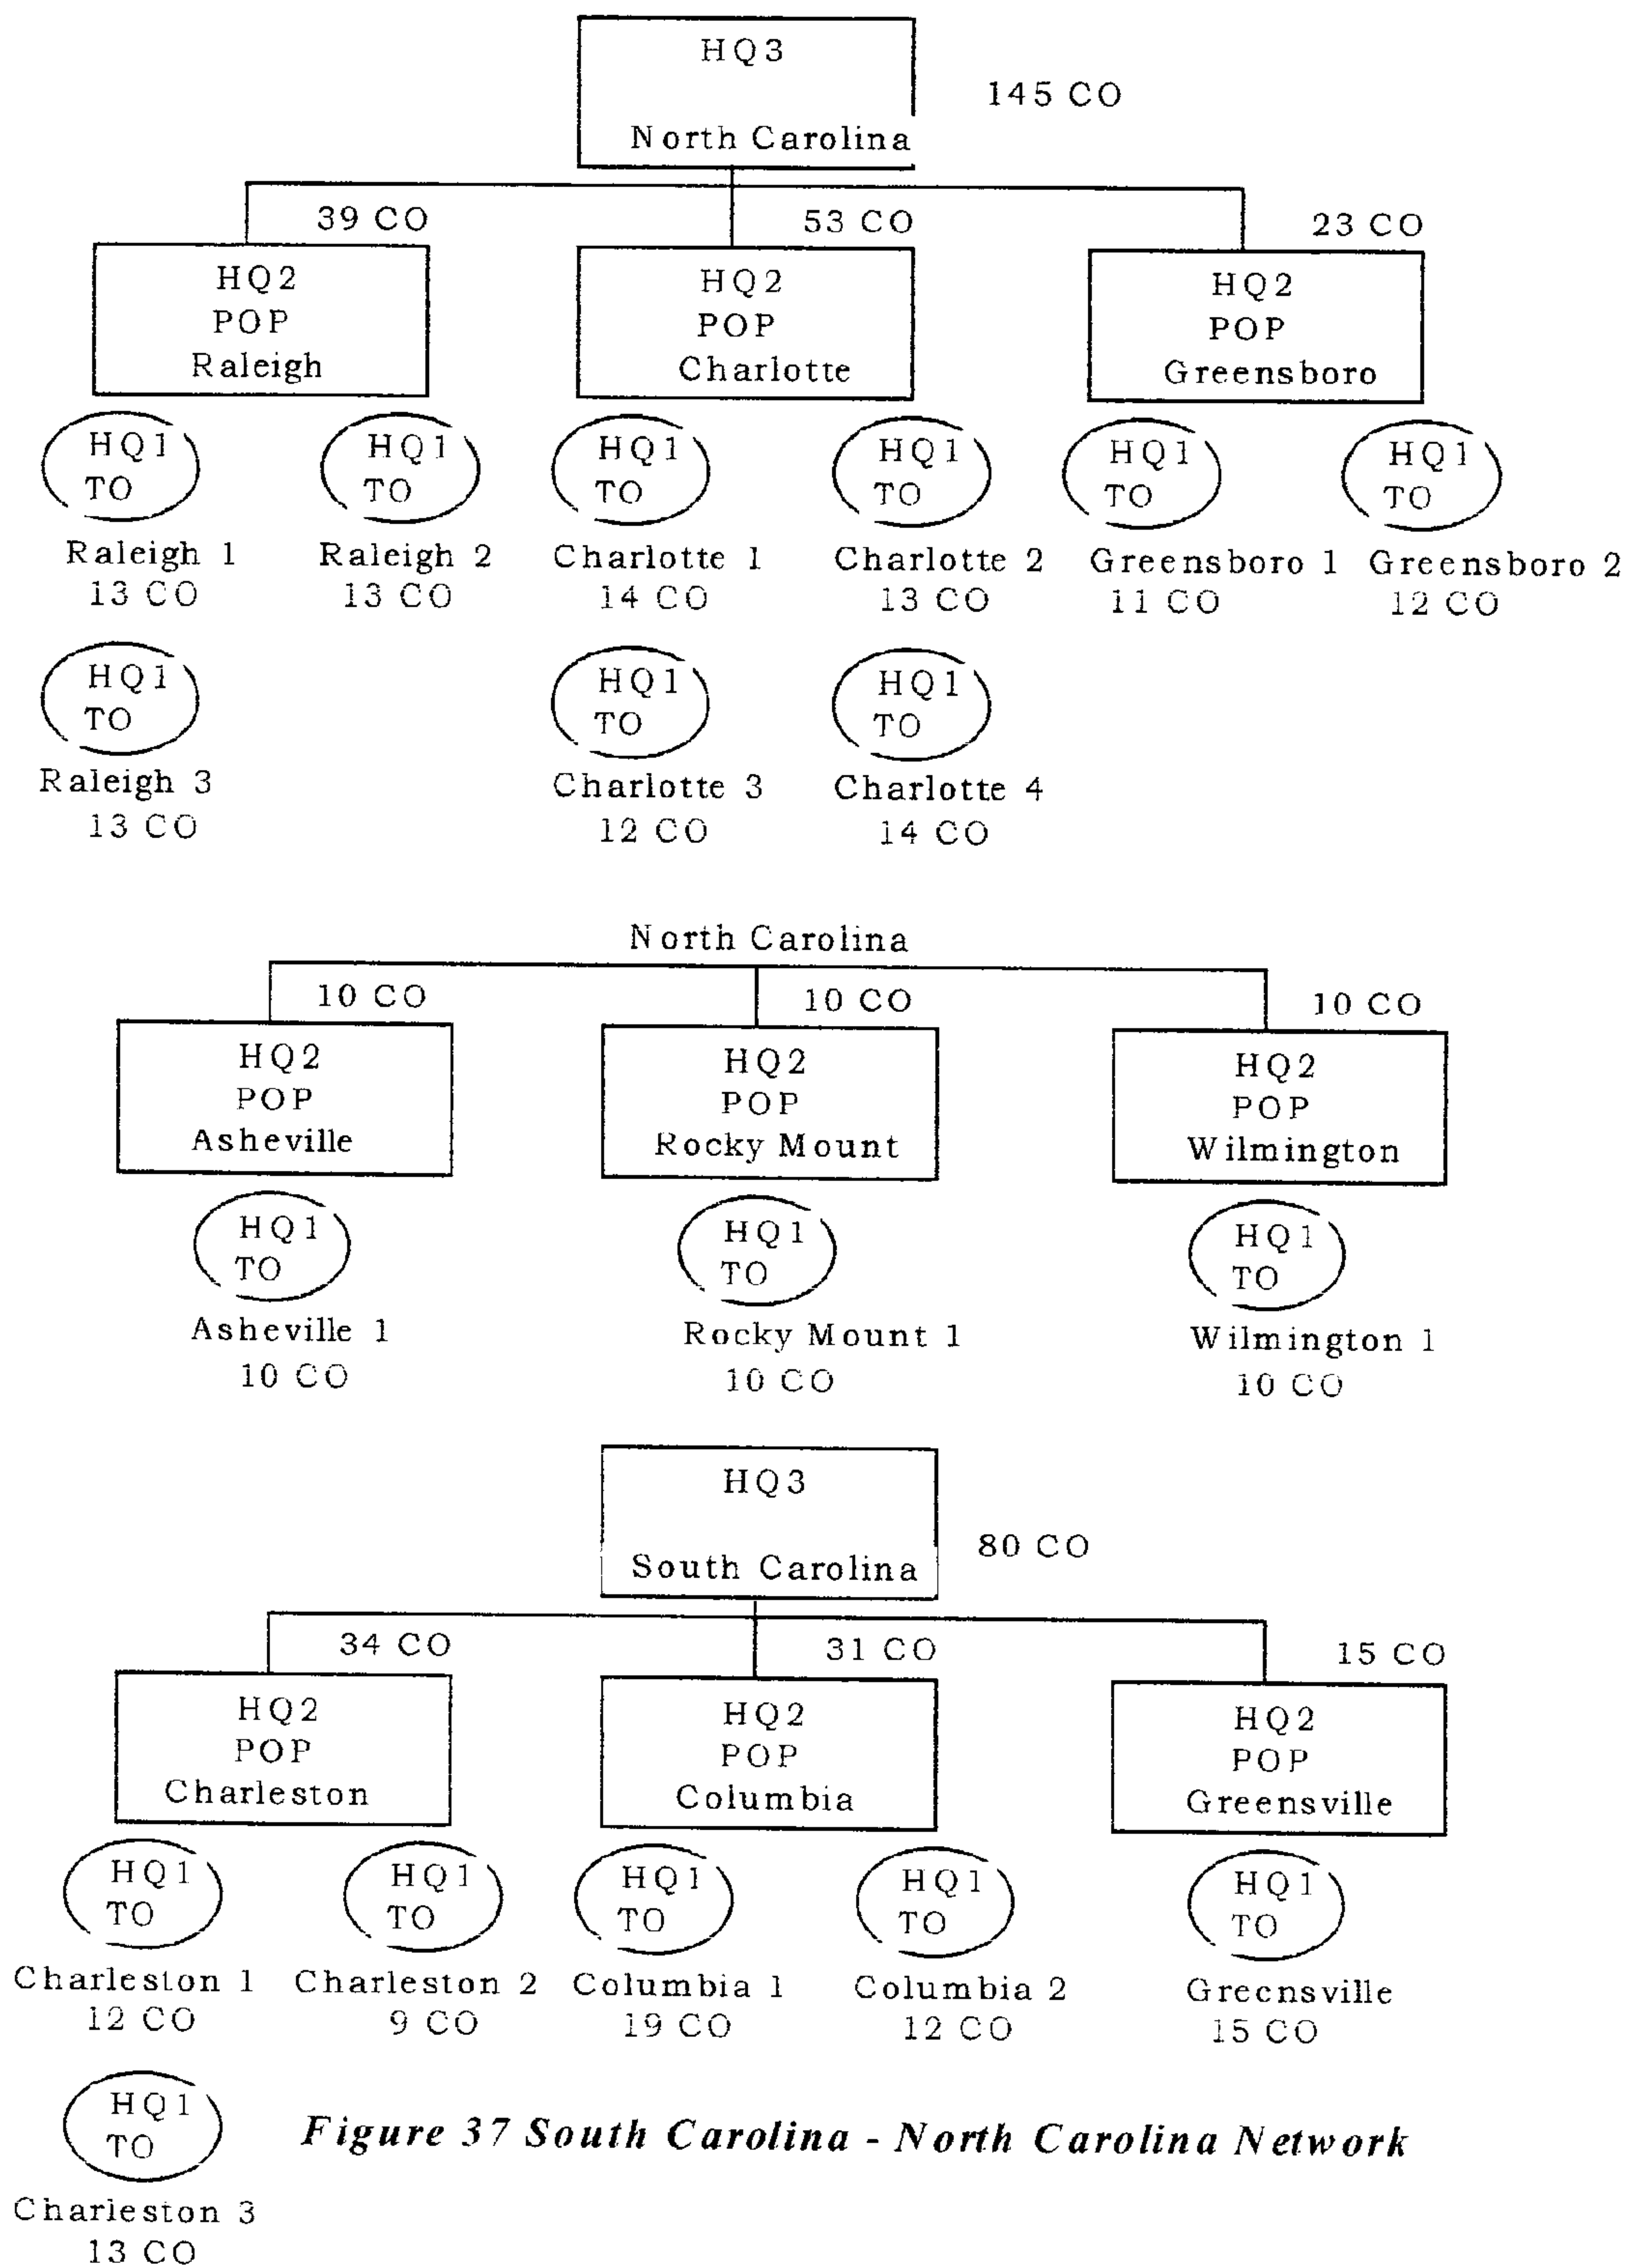 HQ3
145 CO
North Carolina
39 CO
53 CO
23 CO
HQ2
POP
Raleigh
HQ2
POP
Charlotte
HQ2
POP
Greensboro
HQ1
TO
Raleigh 1
13 CO
HQ1
TO
Raleigh 2
13 CO
HQ1
TO
Charlotte 1
14 CO
HQ1
TO
Charlotte 2
13 CO
HQ1
TO
Greensboro 1
11 CO
HQ1
TO
Greensboro 2
12 CO
HQ1
TO
Raleigh 3
13 CO
HQ1
TO
Charlotte 3
12 CO
HQ1
TO
Charlotte 4
14 CO
North Carolina
10 CO
10 CO
10 CO
HQ2
POP
Asheville
HQ2
POP
Rocky Mount
HQ2
POP
Wilmington
HQ1
TO
Asheville 1
10 CO
HQ1
TO
Rocky Mount 1
10 CO
HQ1
TO
Wilmington 1
10 CO
HQ3
South Carolina
80 CO
34 CO
31 CO
15 CO
HQ2
POP
Charleston
HQ2
POP
Columbia
HQ2
POP
Greensville
HQ1
TO
Charleston 1
12 CO
HQ1
TO
Charleston 2
9 CO
HQ1
TO
Columbia 1
19 CO
HQ1
TO
Columbia 2
12 CO
HQ1
TO
Greensville
15 CO
HQ1
TO
Charleston 3
13 CO
Figure 37 South Carolina - North Carolina Network